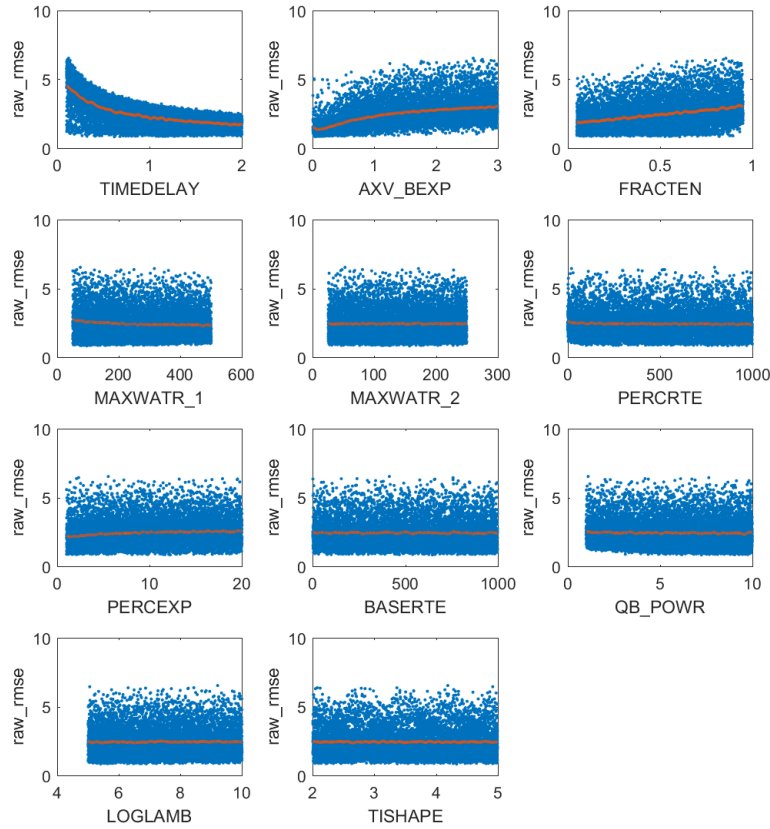 raw_rmse
10
5
0
0 1 2
TIMEDELAY
raw_rmse
10
5
0
0 1 2 3
AXV_BEXP
raw_rmse
10
5
0
0 0.5 1
FRACTEN
raw_rmse
10
5
0
0 200 400 600
MAXWATR_1
raw_rmse
10
5
0
0 100 200 300
MAXWATR_2
raw_rmse
10
5
0
0 500 1000
PERCRTE
raw_rmse
10
5
0
0 10 20
PERCEXP
raw_rmse
10
5
0
0 500 1000
BASERTE
raw_rmse
10
5
0
0 5 10
QB_POWR
raw_rmse
10
5
0
4 6 8 10
LOGLAMB
raw_rmse
10
5
0
2 3 4 5
TISHAPE